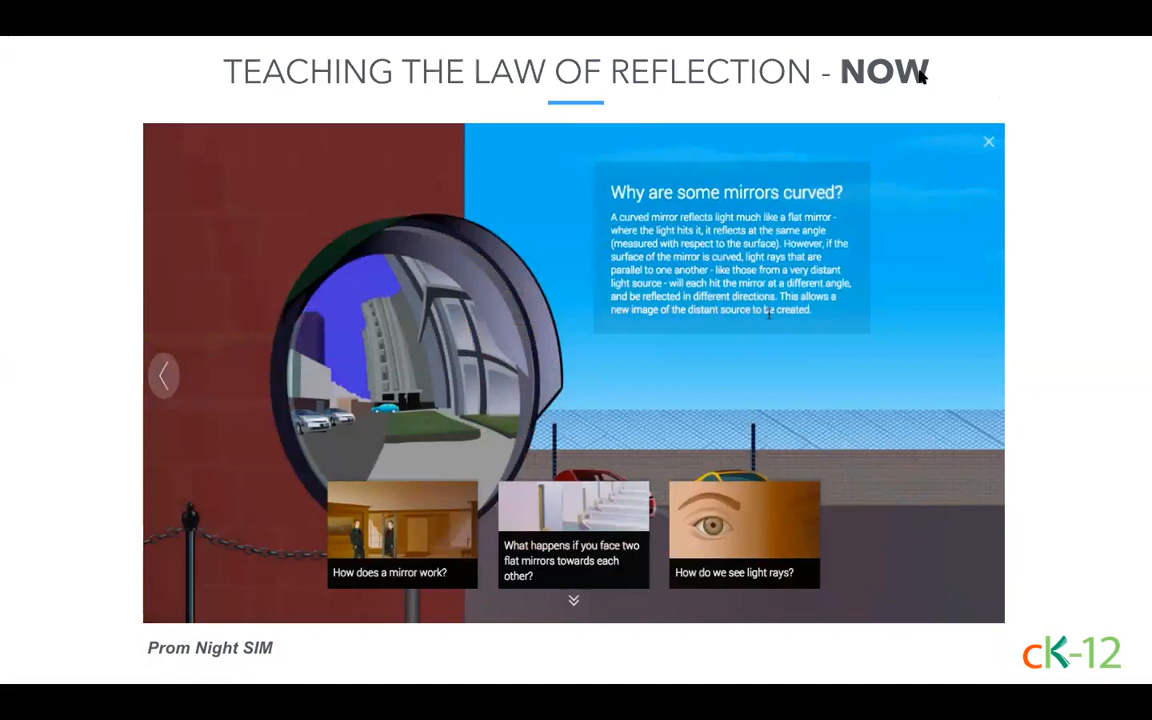 TEACHING THE LAW OF REFLECTION - NOW
Why are some mirrors curved?
A curved mirror reflects light much like a flat mirror -
where the light hits it, it reflects at the same angle
(measured with respect to the surface). However, if the
surface of the mirror is curved, light rays that are
parallel to one another - like those from a very distant
light source - will each hit the mirror at a different angle,
and be reflected in different directions. This allows a
new image of the distant source to be created.
How does a mirror work?
What happens if you face two
flat mirrors towards each
other?
How do we see light rays?
Prom Night SIM
cK-12